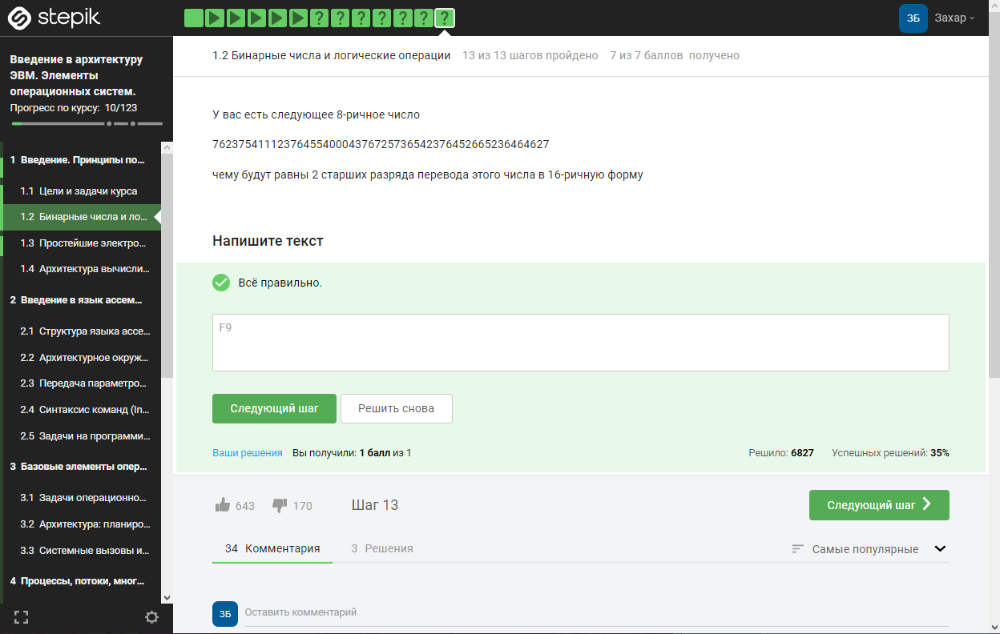 stepik
? ? ? ? ? ? ?
ЗБ Захар
Введение в архитектуру
ЭВМ. Элементы
операционных систем.
Прогресс по курсу: 10/123
1 Введение. Принципы по...
1.1 Цели и задачи курса
1.2 Бинарные числа и ло...
1.3 Простейшие электро...
1.4 Архитектура вычисли...
2 Введение в язык ассем...
2.1 Структура языка ассе...
2.2 Архитектурное окруж...
2.3 Передача параметро...
2.4 Синтаксис команд (In...
2.5 Задачи на программи...
3 Базовые элементы опер...
3.1 Задачи операционно...
3.2 Архитектура: планиро...
3.3 Системные вызовы и...
4 Процессы, потоки, мног...
1.2 Бинарные числа и логические операции 13 из 13 шагов пройдено 7 из 7 баллов получено
У вас есть следующее 8-ричное число
76237541112376455400043767257365423764526652364646​27
чему будут равны 2 старших разряда перевода этого числа в 16-ричную форму
Напишите текст
Всё правильно.
F9
Следующий шаг
Решить снова
Ваши решения Вы получили: 1 балл из 1
Решило: 6827 Успешных решений: 35%
643 170 Шаг 13
Следующий шаг
34 Комментария 3 Решения
Самые популярные
ЗБ Оставить комментарий